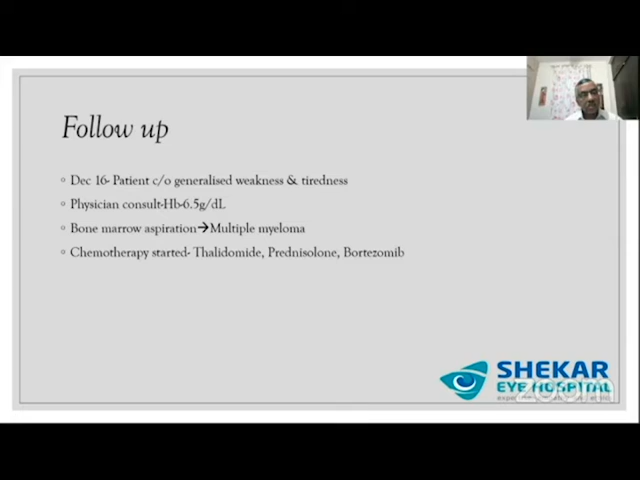 Follow up
◦ Dec 16- Patient c/o generalised weakness & tiredness
◦ Physician consult-Hb-6.5g/dL
◦ Bone marrow aspiration→Multiple myeloma
◦ Chemotherapy started- Thalidomide, Prednisolone, Bortezomib
SHEKAR
EYE HOSPITAL
zoom